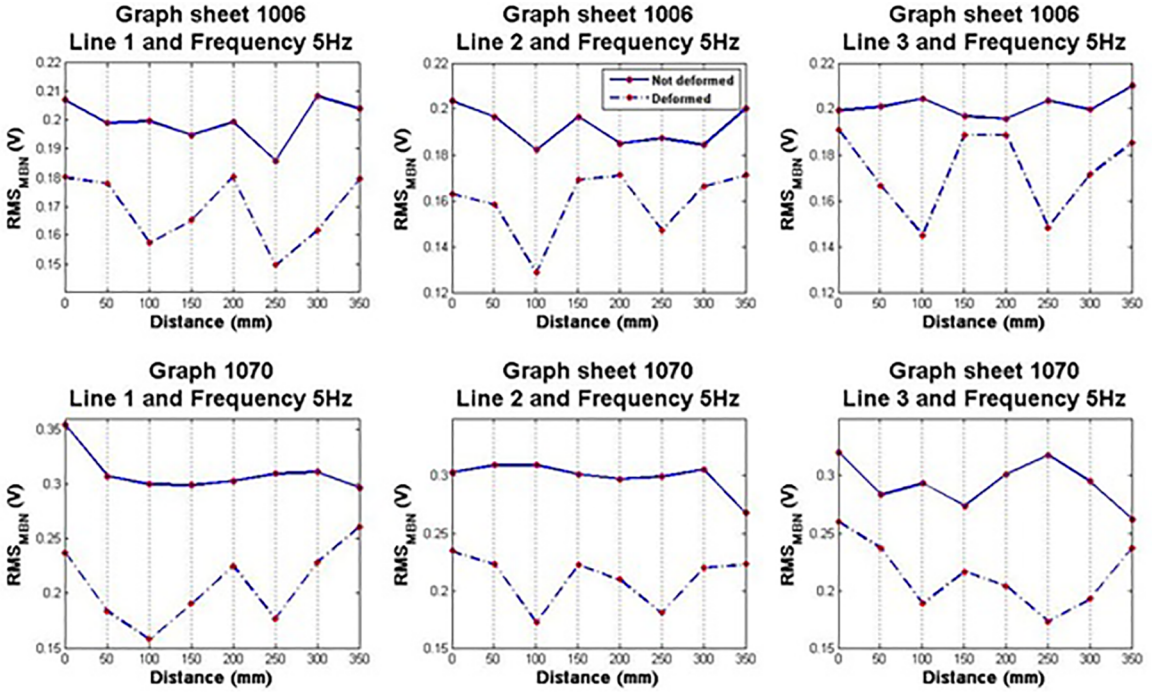 Graph sheet 1006
Line 1 and Frequency 5Hz
0.22
0.21
0.2
0.19
0.18
0.17
0.16
0.15
RMS_MBN (V)
0 50 100 150 200 250 300 350
Distance (mm)
Graph sheet 1006
Line 2 and Frequency 5Hz
Not deformed
Deformed
0.22
0.2
0.18
0.16
0.14
0.12
RMS_MBN (V)
0 50 100 150 200 250 300 350
Distance (mm)
Graph sheet 1006
Line 3 and Frequency 5Hz
0.22
0.2
0.18
0.16
0.14
0.12
RMS_MBN (V)
0 50 100 150 200 250 300 350
Distance (mm)
Graph 1070
Line 1 and Frequency 5Hz
0.35
0.3
0.25
0.2
0.15
RMS_MBN (V)
0 50 100 150 200 250 300 350
Distance (mm)
Graph sheet 1070
Line 2 and Frequency 5Hz
0.3
0.25
0.2
0.15
RMS_MBN (V)
0 50 100 150 200 250 300 350
Distance (mm)
Graph sheet 1070
Line 3 and Frequency 5Hz
0.3
0.25
0.2
0.15
RMS_MBN (V)
0 50 100 150 200 250 300 350
Distance (mm)